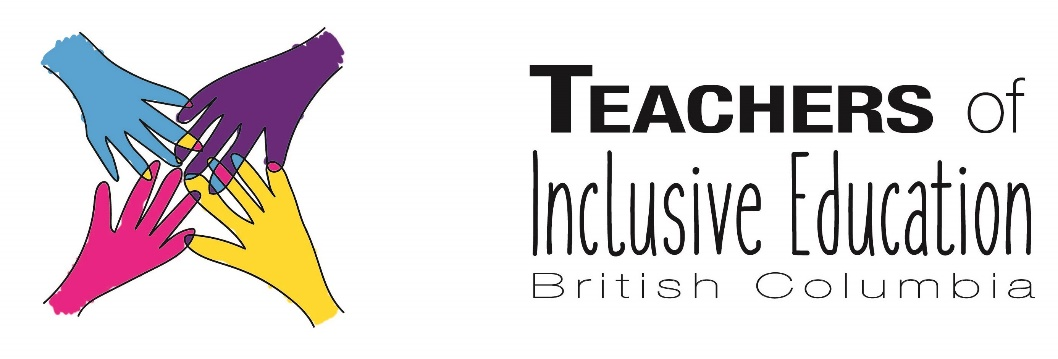 TEACHERS of
Inclusive Education
British Columbia